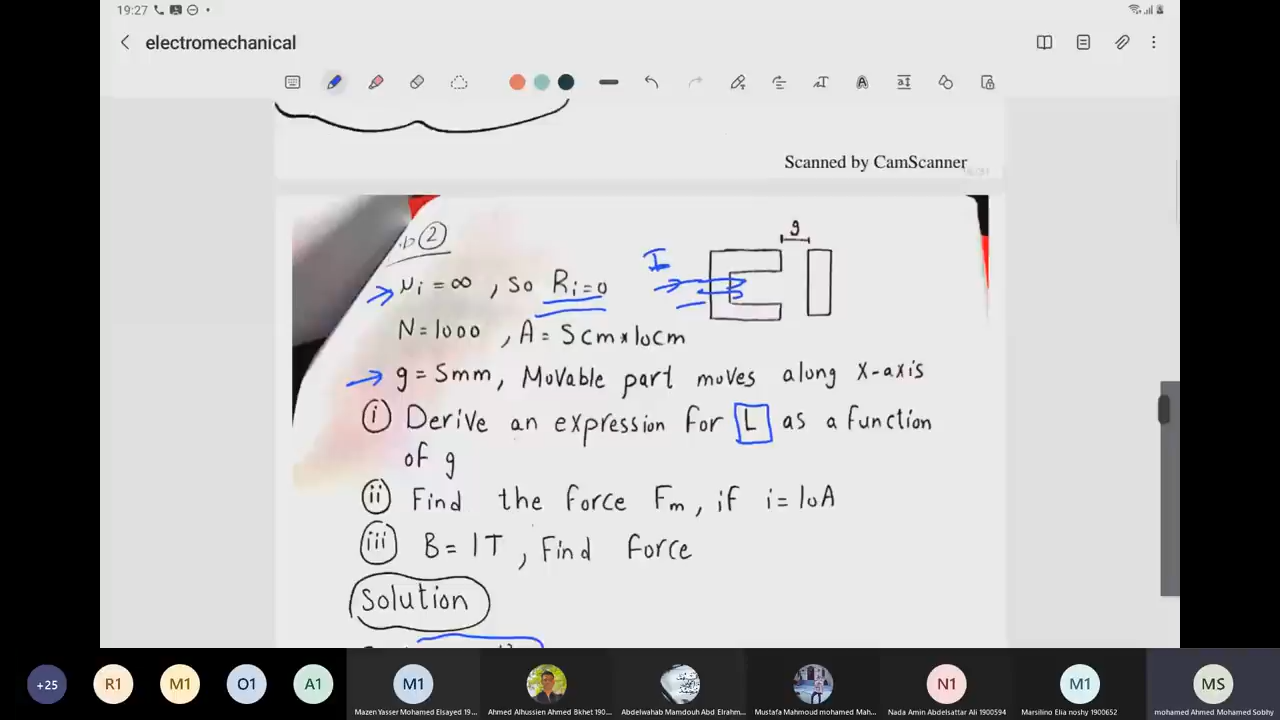 19:27
electromechanical
Scanned by CamScanner
②
g
I
μi = ∞ , so Ri=0
N=1000 , A = 5cm*10cm
g = 5mm, Movable part moves along X-axis
(i) Derive an expression for L as a function
of g
(ii) Find the force Fm, if i = 10A
(iii) B = 1T , Find force
Solution
+25
R1
M1
O1
A1
M1
N1
M1
MS
Mazen Yasser Mohamed Elsayed 19...
Ahmed Alhussien Ahmed Bkhet 190...
Abdelwahab Mamdouh Abd Elrahm...
Mustafa Mahmoud mohamed Mah...
Nada Amin Abdelsattar Ali 1900594
Marsilino Elia noshy 1900652
mohamed Ahmed Mohamed Sobhy